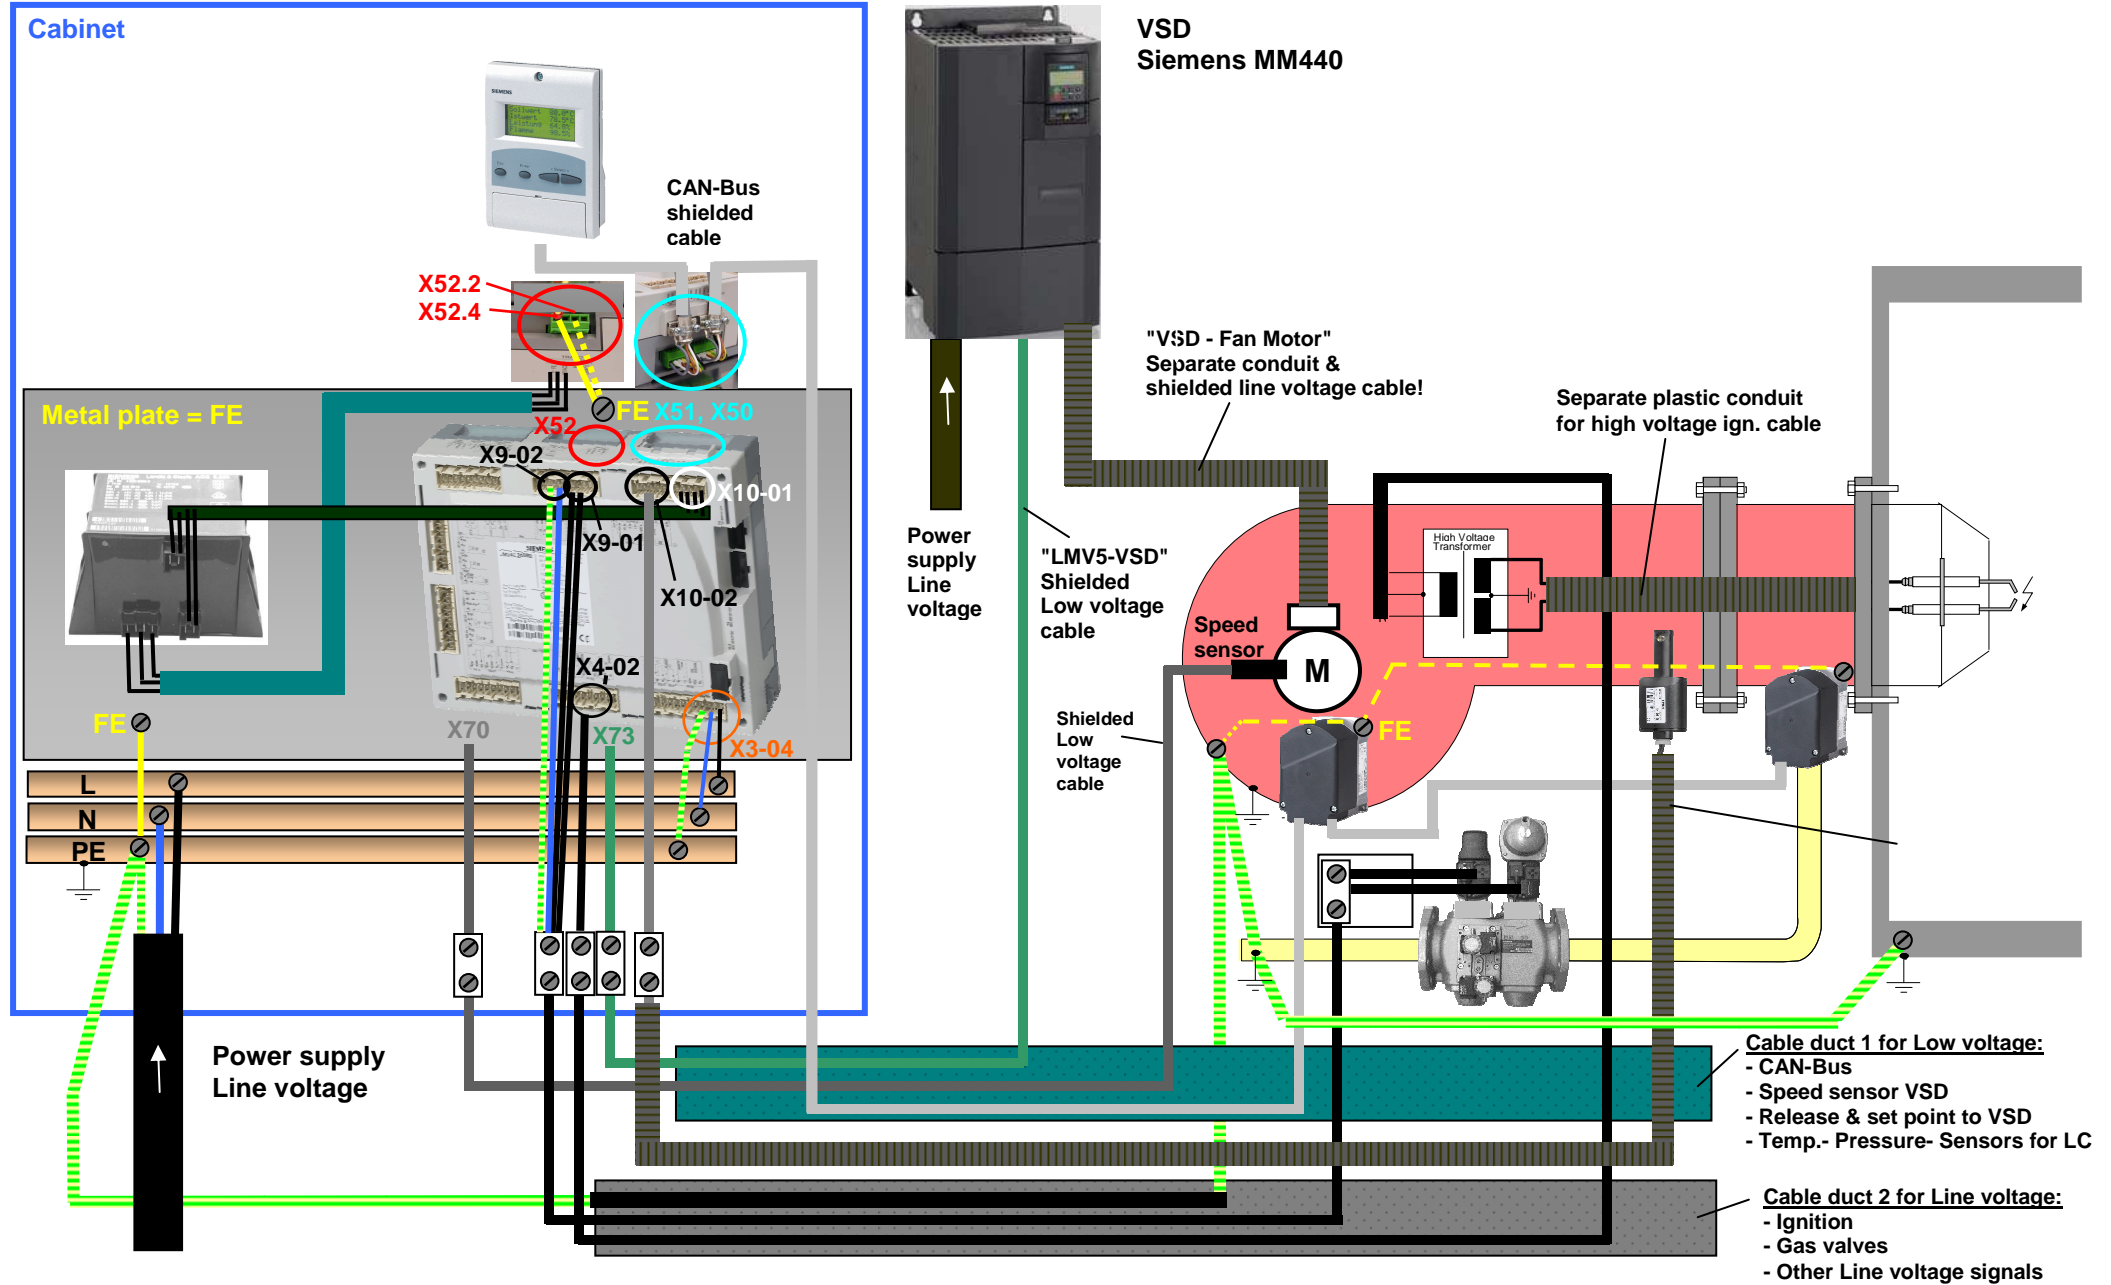 Cabinet
VSD
Siemens MM440
SIEMENS
CAN-Bus
shielded
cable
X52.2
X52.4
"VSD - Fan Motor"
Separate conduit &
shielded line voltage cable!
Separate plastic conduit
for high voltage ign. cable
Metal plate = FE
FE
X51, X50
X52
X9-02
X10-01
X9-01
X10-02
Power
supply
Line
voltage
"LMV5-VSD"
Shielded
Low voltage
cable
High Voltage
Transformer
Speed
sensor
M
X4-02
FE
X70
X73
X3-04
Shielded
Low
voltage
cable
FE
L
N
PE
Power supply
Line voltage
Cable duct 1 for Low voltage:
- CAN-Bus
- Speed sensor VSD
- Release & set point to VSD
- Temp.- Pressure- Sensors for LC
Cable duct 2 for Line voltage:
- Ignition
- Gas valves
- Other Line voltage signals